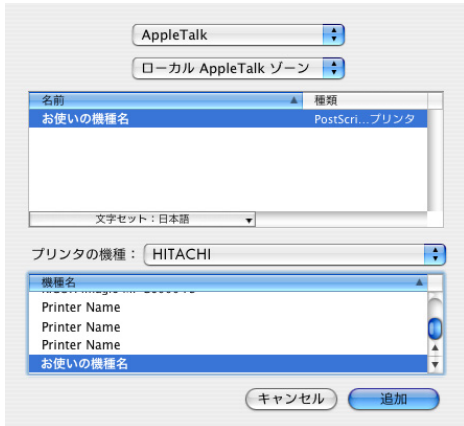 AppleTalk
ローカル AppleTalk ゾーン
名前 種類
お使いの機種名 PostScri...プリンタ
文字セット：日本語
プリンタの機種： HITACHI
機種名
Printer Name
Printer Name
Printer Name
お使いの機種名
キャンセル 追加